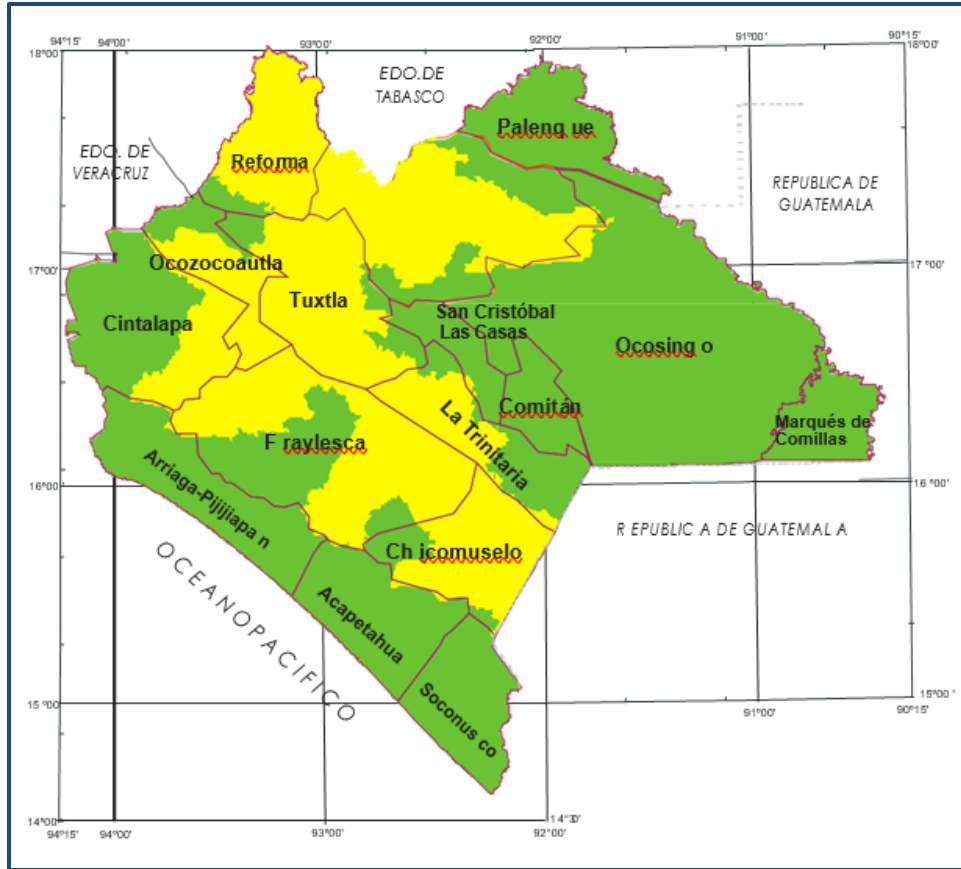 94°15'
94°00'
93°00'
92°00'
91°00'
90°15'
18°00'
18°00'
EDO.DE
TABASCO
Palenq ue
EDO. DE
VERACRUZ
Reforma
REPUBLICA DE
GUATEMALA
17°00'
17 °00'
Ocozocoautla
Tuxtla
San Cristóbal
Las Casas
Cintalapa
Ocosing o
Comitán
La Trinitaria
Marqués de
Comillas
F raylesca
Arriaga-Pijijiapa n
16°00'
16 °00'
R EPUBLIC A DE GUATEMAL A
Ch icomuselo
OCEANOPACIFICO
Acapetahua
Soconus co
15°00'
15°00 '
91°00'
90°15'
14°00'
14°30'
94°15'
94°00'
93°00'
92°00'